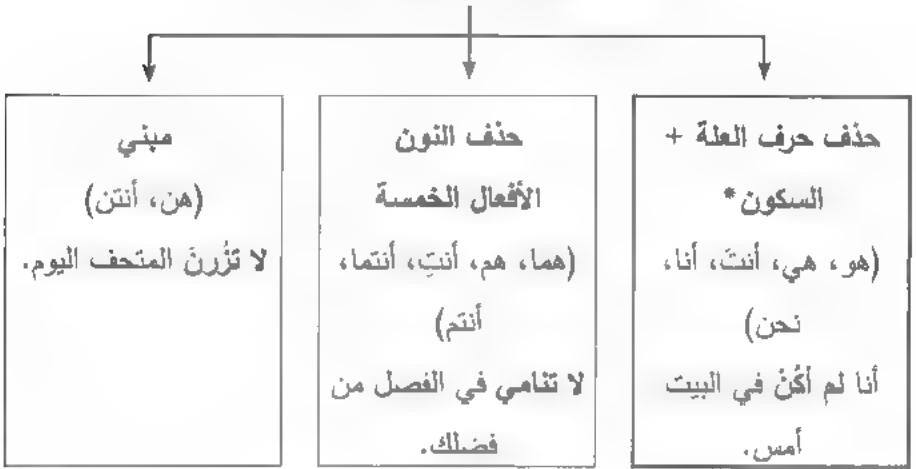 حذف حرف العلة +
السكون*
(هو، هي، أنتَ، أنا،
نحن)
أنا لم أكُنْ في البيت
أمس.
حذف النون
الأفعال الخمسة
(هما، هم، أنتِ، أنتما،
أنتم)
لا تنامي في الفصل من
فضلك.
مبني
(هن، أنتن)
لا تزُرنَ المتحف اليوم.